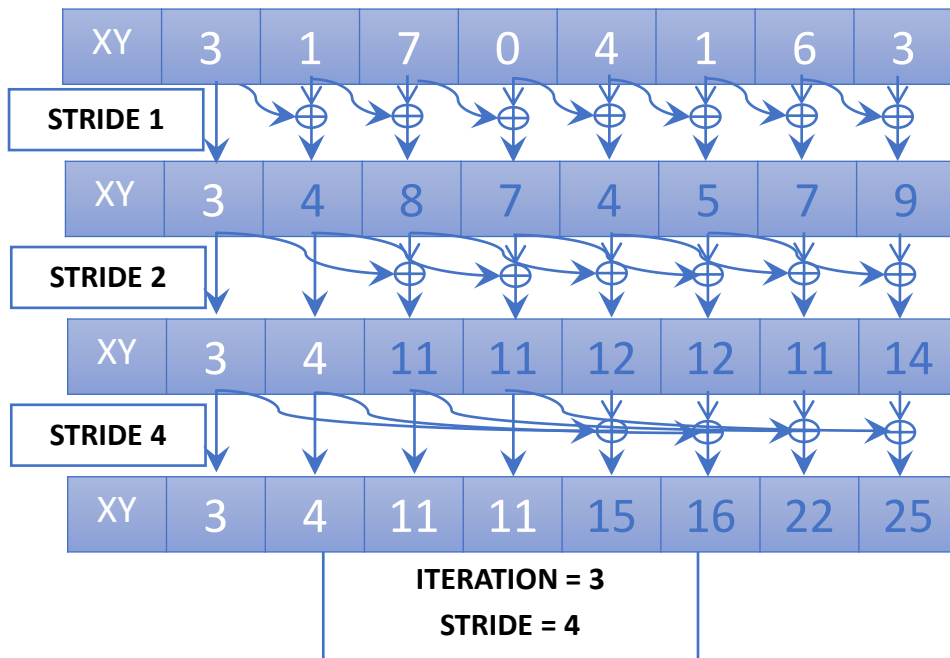 XY 3 1 7 0 4 1 6 3
STRIDE 1
XY 3 4 8 7 4 5 7 9
STRIDE 2
XY 3 4 11 11 12 12 11 14
STRIDE 4
XY 3 4 11 11 15 16 22 25
ITERATION = 3
STRIDE = 4